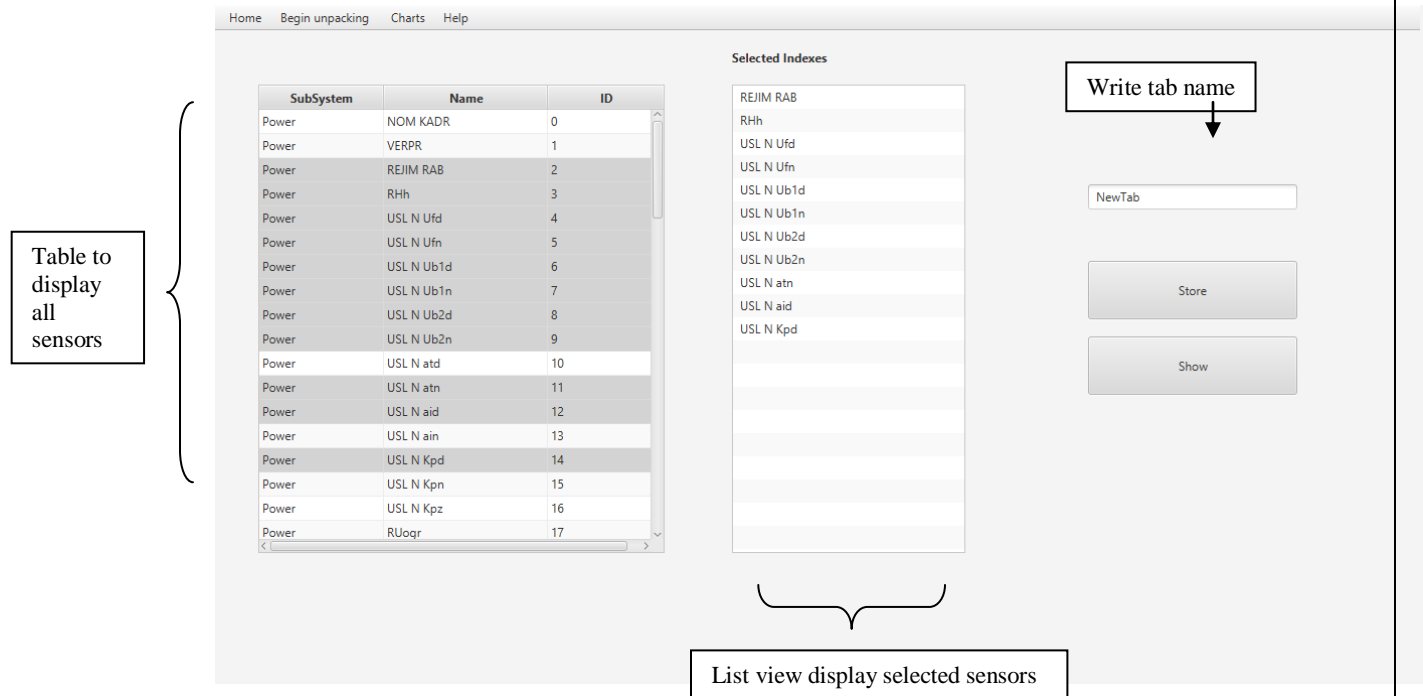 Home Begin unpacking Charts Help
Selected Indexes
Write tab name
SubSystem Name ID
Power NOM KADR 0
Power VERPR 1
Power REJIM RAB 2
Power RHh 3
Power USL N Ufd 4
Power USL N Ufn 5
Power USL N Ub1d 6
Power USL N Ub1n 7
Power USL N Ub2d 8
Power USL N Ub2n 9
Power USL N atd 10
Power USL N atn 11
Power USL N aid 12
Power USL N ain 13
Power USL N Kpd 14
Power USL N Kpn 15
Power USL N Kpz 16
Power RUogr 17
REJIM RAB
RHh
USL N Ufd
USL N Ufn
USL N Ub1d
USL N Ub1n
USL N Ub2d
USL N Ub2n
USL N atn
USL N aid
USL N Kpd
NewTab
Store
Show
Table to
display
all
sensors
List view display selected sensors